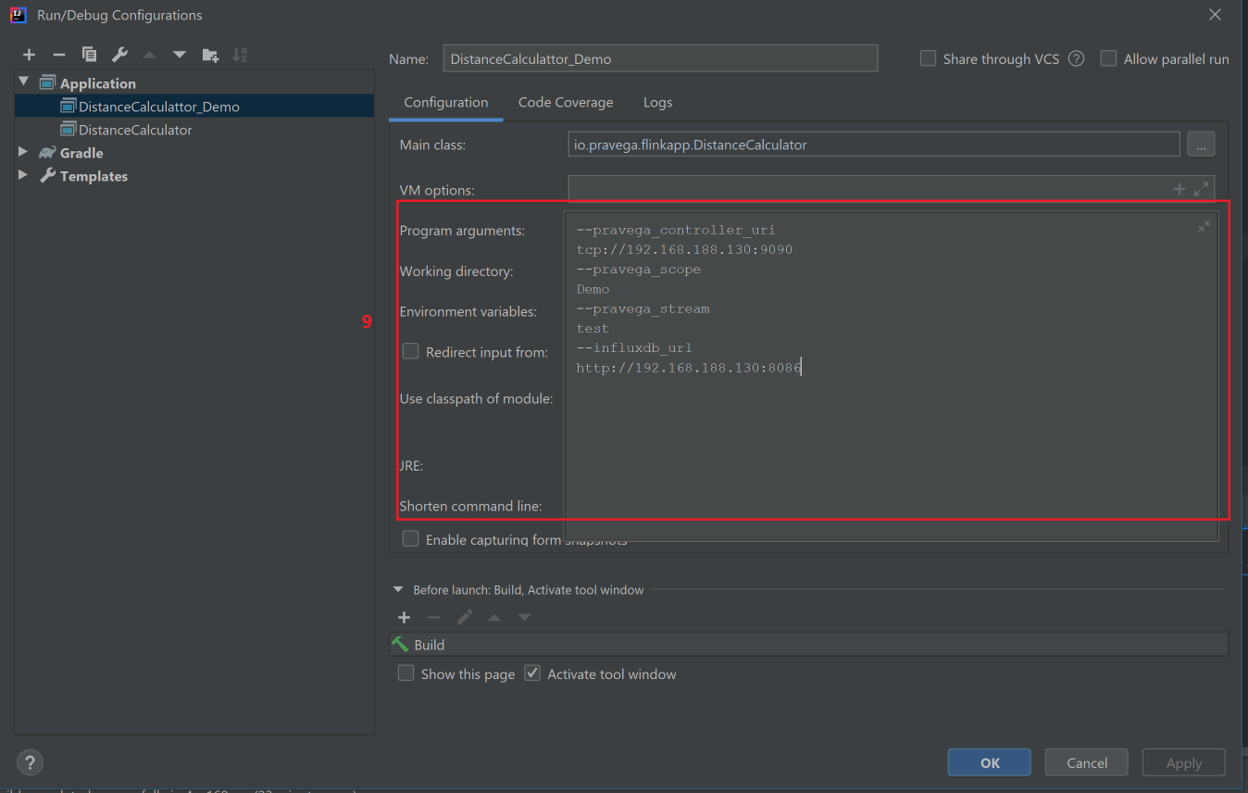 Run/Debug Configurations
Name: DistanceCalculattor_Demo Share through VCS ? Allow parallel run
Application
DistanceCalculattor_Demo
DistanceCalculator
Gradle
Templates
Configuration Code Coverage Logs
Main class: io.pravega.flinkapp.DistanceCalculator ...
VM options:
Program arguments:
--pravega_controller_uri
tcp://192.168.188.130:9090
--pravega_scope
Demo
--pravega_stream
test
--influxdb_url
http://192.168.188.130:8086
Working directory:
Environment variables:
9
Redirect input from:
Use classpath of module:
JRE:
Shorten command line:
Enable capturing form snapshots
Before launch: Build, Activate tool window
Build
Show this page Activate tool window
? OK Cancel Apply